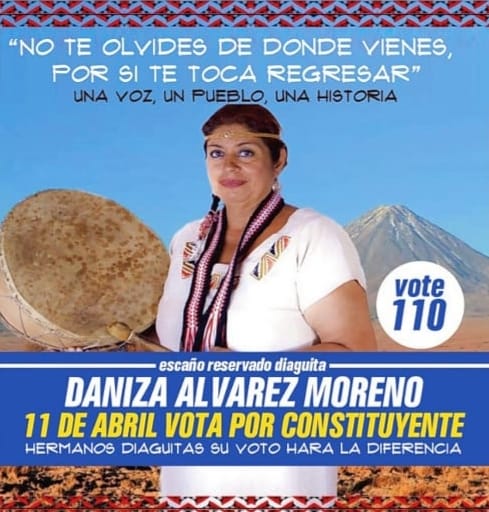 "NO TE OLVIDES DE DONDE VIENES,
POR SI TE TOCA REGRESAR"
UNA VOZ, UN PUEBLO, UNA HISTORIA
vote
110
escaño reservado diaguita
DANIZA ALVAREZ MORENO
11 DE ABRIL VOTA POR CONSTITUYENTE
HERMANOS DIAGUITAS SU VOTO HARA LA DIFERENCIA